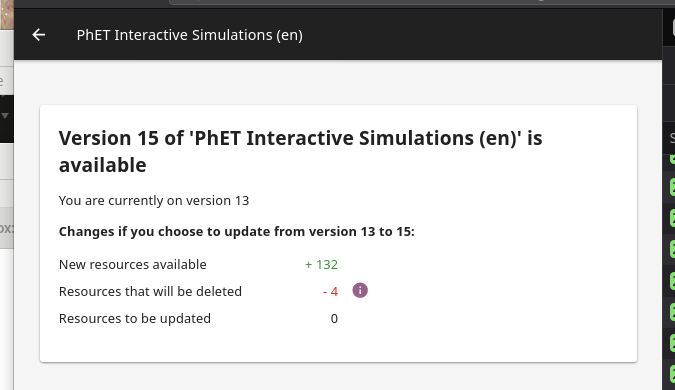 PhET Interactive Simulations (en)
Version 15 of 'PhET Interactive Simulations (en)' is
available
You are currently on version 13
Changes if you choose to update from version 13 to 15:
New resources available + 132
Resources that will be deleted - 4
Resources to be updated 0